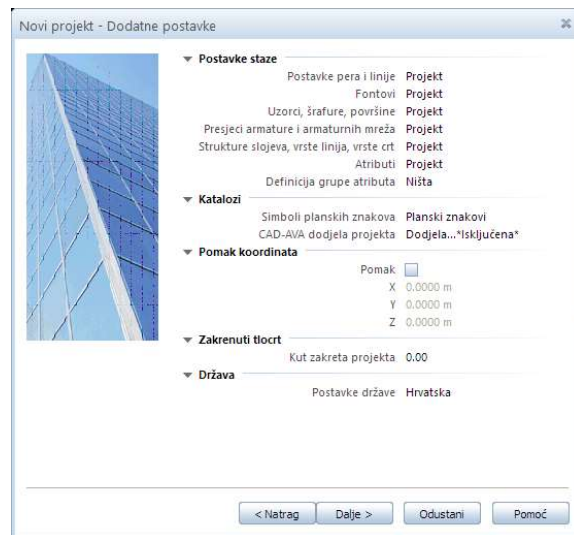 Novi projekt - Dodatne postavke
Postavke staze
Postavke pera i linije Projekt
Fontovi Projekt
Uzorci, šrafure, površine Projekt
Presjeci armature i armaturnih mreža Projekt
Strukture slojeva, vrste linija, vrste crt Projekt
Atributi Projekt
Definicija grupe atributa Ništa
Katalozi
Simboli planskih znakova Planski znakovi
CAD-AVA dodjela projekta Dodjela...*Isključena*
Pomak koordinata
Pomak
X 0.0000 m
Y 0.0000 m
Z 0.0000 m
Zakrenuti tlocrt
Kut zakreta projekta 0.00
Država
Postavke države Hrvatska
< Natrag Dalje > Odustani Pomoć